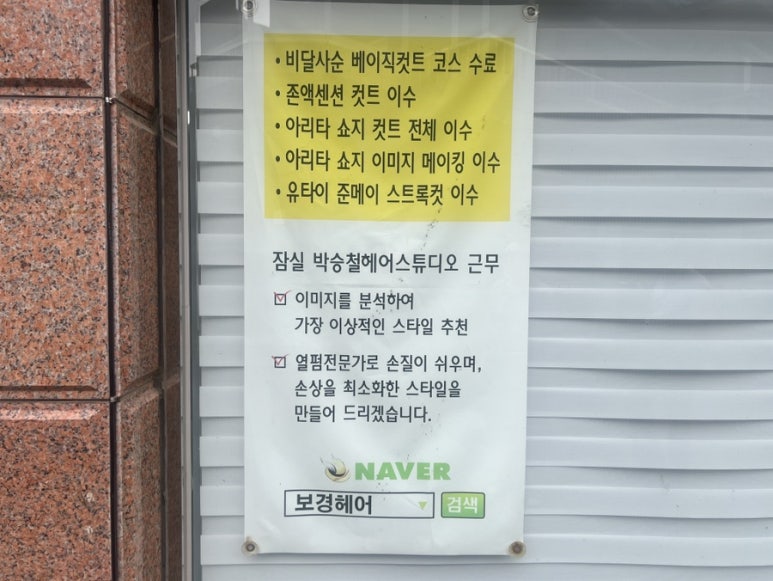 • 비달사순 베이직컷트 코스 수료
• 존액센션 컷트 이수
• 아리타 쇼지 컷트 전체 이수
• 아리타 쇼지 이미지 메이킹 이수
• 유타이 준메이 스트록컷 이수
잠실 박승철헤어스튜디오 근무
☑ 이미지를 분석하여
가장 이상적인 스타일 추천
☑ 열펌전문가로 손질이 쉬우며,
손상을 최소화한 스타일을
만들어 드리겠습니다.
NAVER
보경헤어 검색